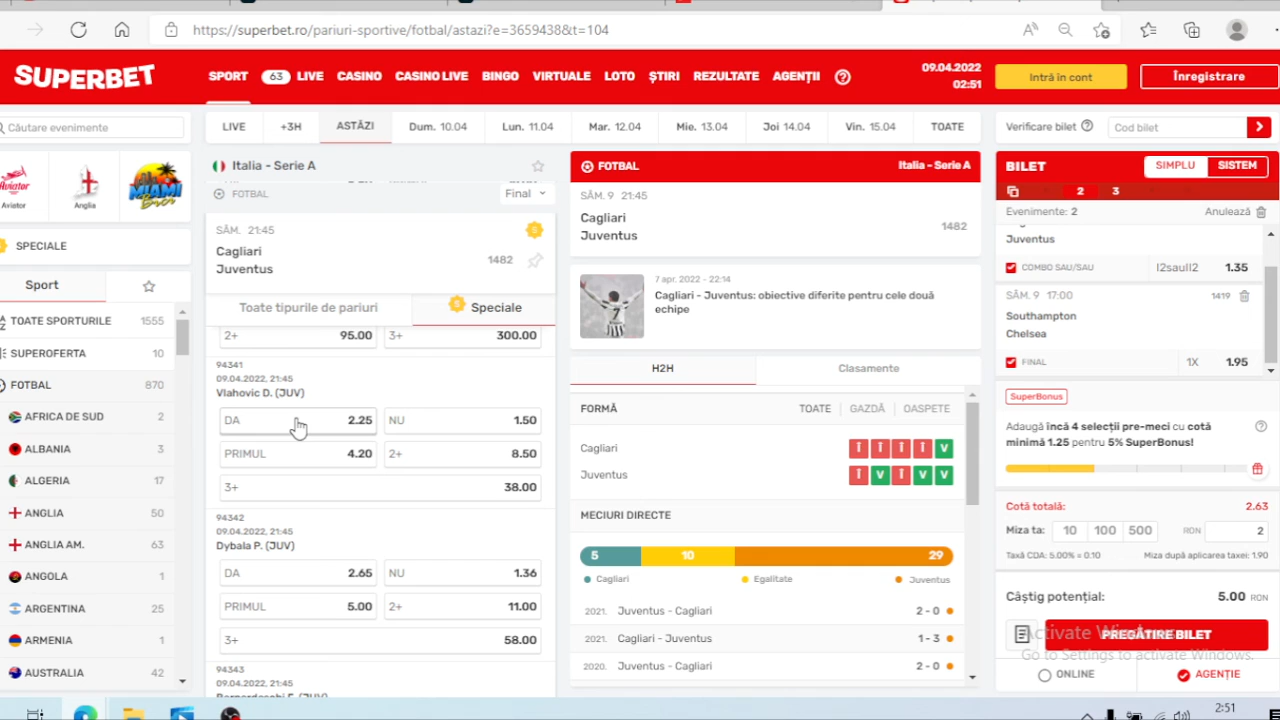 https://superbet.ro/pariuri-sportive/fotbal/astazi?e=3659438&t=104
SUPERBET
SPORT 63 LIVE CASINO CASINO LIVE BINGO VIRTUALE LOTO ȘTIRI REZULTATE AGENȚII
09.04.2022
02:51
Intră în cont
Înregistrare
Căutare evenimente
LIVE +3H ASTĂZI Dum. 10.04 Lun. 11.04 Mar. 12.04 Mie. 13.04 Joi 14.04 Vin. 15.04 TOATE
Verificare bilet
Cod bilet
Aviator
Aviator
Anglia
MIAMI
SPECIALE
Sport
TOATE SPORTURILE 1555
SUPEROFERTA 10
FOTBAL 870
AFRICA DE SUD 2
ALBANIA 3
ALGERIA 17
ANGLIA 50
ANGLIA AM. 63
ANGOLA 1
ARGENTINA 25
ARMENIA 1
AUSTRALIA 42
Italia - Serie A
FOTBAL
Final
SÂM. 21:45
Cagliari
Juventus
1482
Toate tipurile de pariuri
S Speciale
2+ 95.00 3+ 300.00
94341
09.04.2022, 21:45
Vlahovic D. (JUV)
DA 2.25 NU 1.50
PRIMUL 4.20 2+ 8.50
3+ 38.00
94342
09.04.2022, 21:45
Dybala P. (JUV)
DA 2.65 NU 1.36
PRIMUL 5.00 2+ 11.00
3+ 58.00
94343
09.04.2022, 21:45
FOTBAL Italia - Serie A
SÂM. 9 21:45
Cagliari
Juventus
1482
7 apr. 2022 - 22:14
Cagliari - Juventus: obiective diferite pentru cele două
echipe
H2H Clasamente
FORMĂ TOATE GAZDĂ OASPETE
Cagliari Î Î Î Î V
Juventus Î V Î V V
MECIURI DIRECTE
5 10 29
Cagliari Egalitate Juventus
2021. Juventus - Cagliari 2 - 0
2021. Cagliari - Juventus 1 - 3
2020. Juventus - Cagliari 2 - 0
BILET SIMPLU SISTEM
2 3
Evenimente: 2 Anulează
Juventus
COMBO SAU/SAU 12sau12 1.35
SÂM. 9 17:00 1419
Southampton
Chelsea
FINAL 1X 1.95
SuperBonus
Adaugă încă 4 selecții pre-meci cu cotă
minimă 1.25 pentru 5% SuperBonus!
Cotă totală: 2.63
Miza ta: 10 100 500 RON 2
Taxă CDA: 5.00% = 0.10 Miza după aplicarea taxei: 1.90
Câștig potențial: 5.00 RON
PREGĂTIRE BILET
Activate Windows
Go to Settings to activate Windows.
ONLINE AGENȚIE
2:51